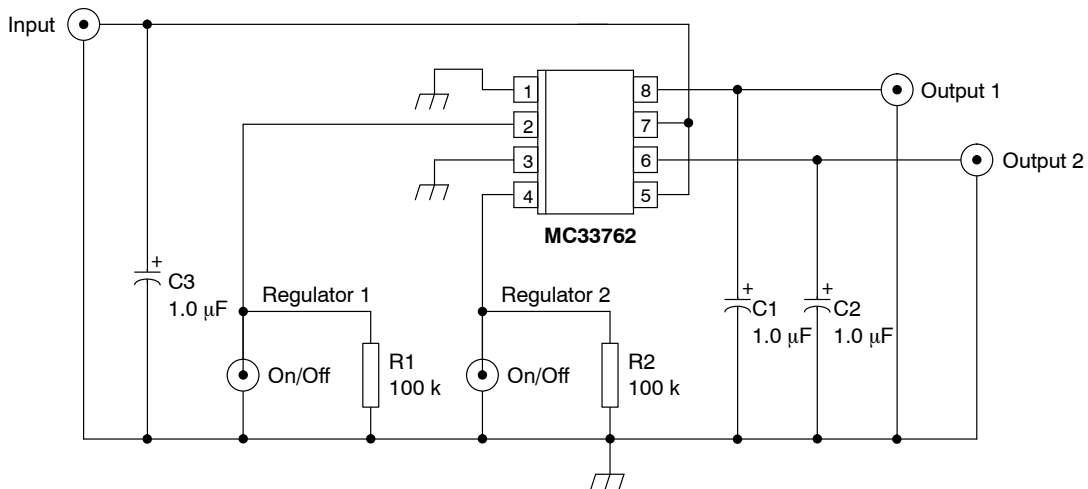 Input
1
2
3
4
8
7
6
5
MC33762
Output 1
Output 2
+
C3
1.0 μF
Regulator 1
On/Off
R1
100 k
Regulator 2
On/Off
R2
100 k
+
C1
1.0 μF
+
C2
1.0 μF